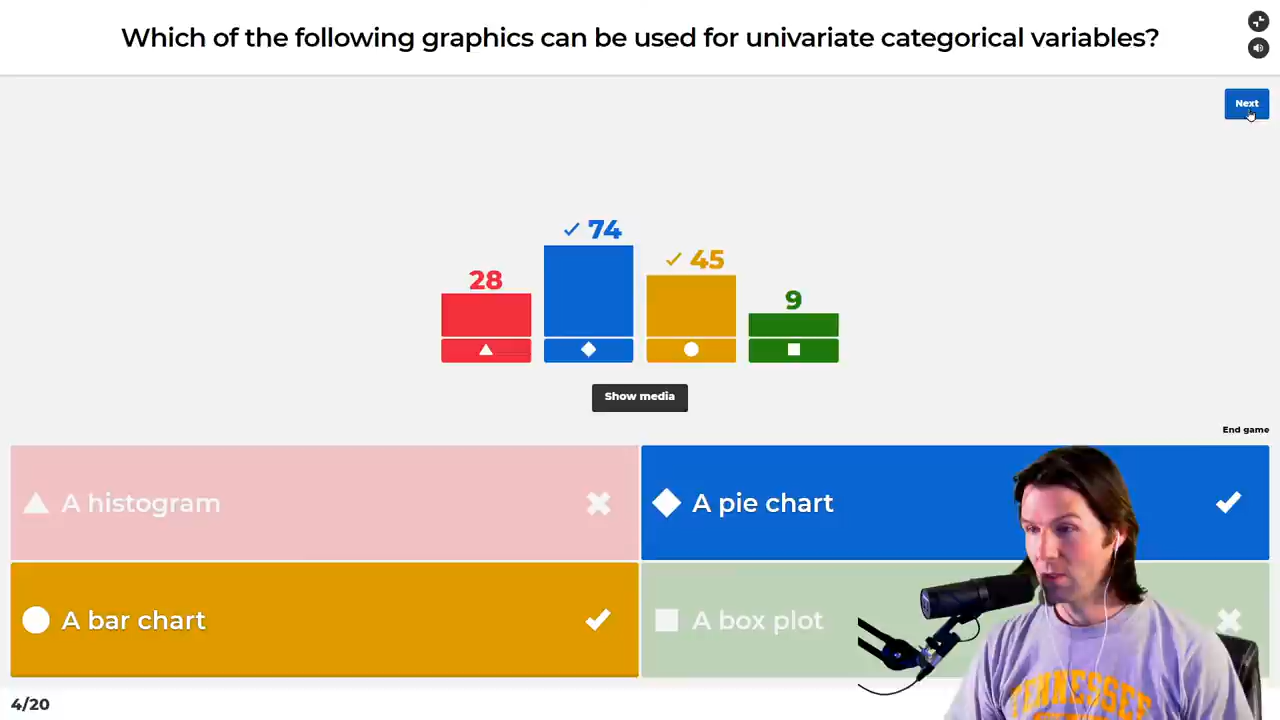 Which of the following graphics can be used for univariate categorical variables?
Next
74
45
28
9
Show media
End game
A histogram
A pie chart
A bar chart
A box plot
TENNESSEE
4/20